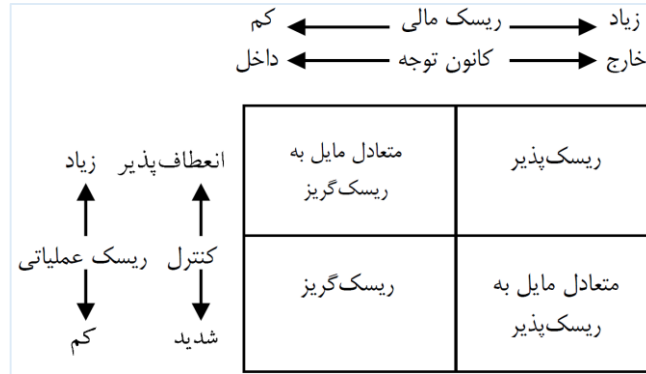 زیاد ریسک مالی کم
خارج کانون توجه داخل
ریسک‌پذیر
متعادل مایل به
ریسک‌گریز
انعطاف‌پذیر
زیاد
متعادل مایل به
ریسک‌پذیر
ریسک‌گریز
کنترل
ریسک عملیاتی
شدید
کم